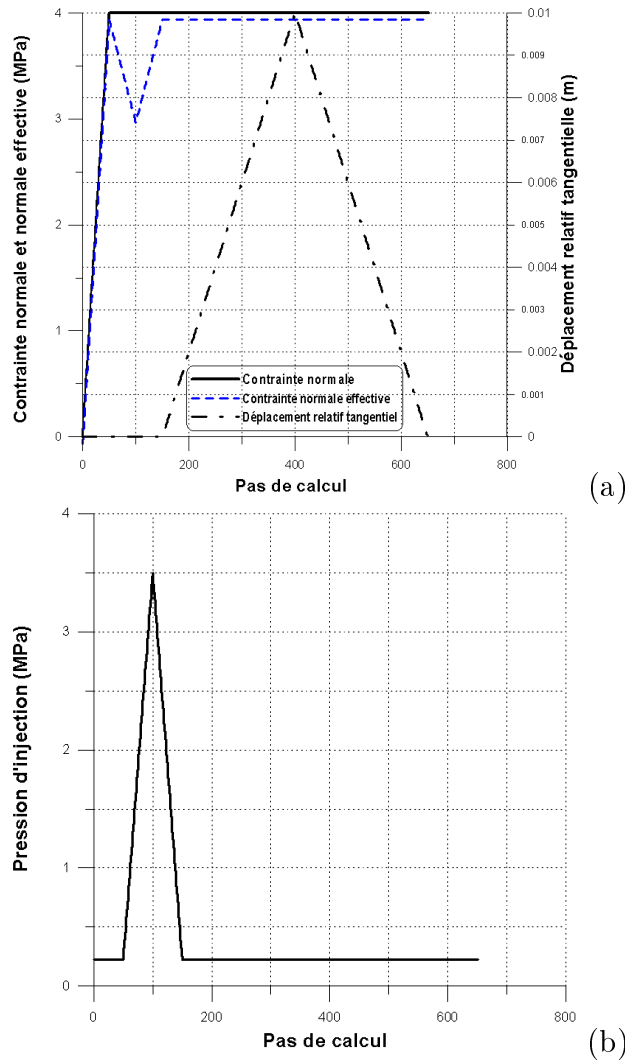 Contrainte normale et normale effective (MPa)
4
3
2
1
0
0.01
0.009
0.008
0.007
0.006
0.005
0.004
0.003
0.002
0.001
0
Déplacement relatif tangentielle (m)
Contrainte normale
Contrainte normale effective
Déplacement relatif tangentiel
0 200 400 600 800
Pas de calcul
(a)
Pression d'injection (MPa)
4
3
2
1
0
0 200 400 600 800
Pas de calcul
(b)